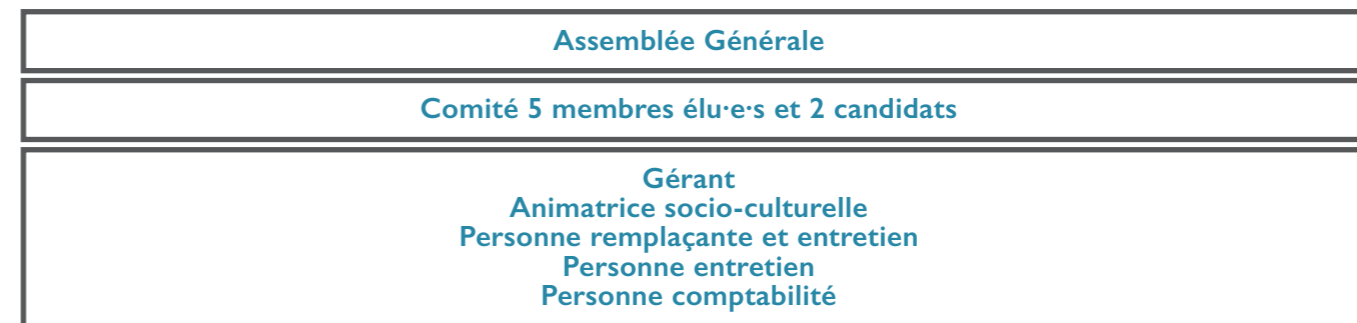 Assemblée Générale
Comité 5 membres élu·e·s et 2 candidats
Gérant
Animatrice socio-culturelle
Personne remplaçante et entretien
Personne entretien
Personne comptabilité